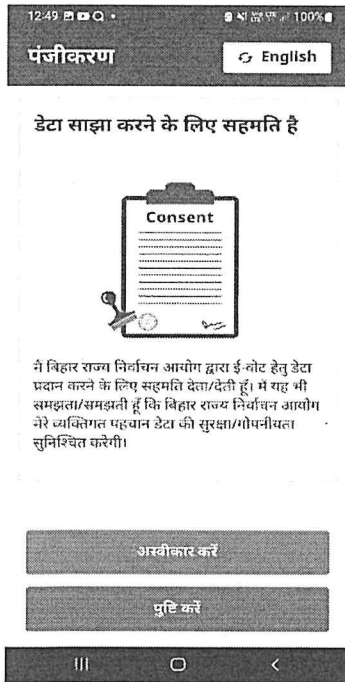 12:49
100%
पंजीकरण
English
डेटा साझा करने के लिए सहमति है
Consent
मैं बिहार राज्य निर्वाचन आयोग द्वारा ई-वोट हेतु डेटा
प्रदान करने के लिए सहमति देता/देती हूँ। मैं यह भी
समझता/समझती हूँ कि बिहार राज्य निर्वाचन आयोग
मेरे व्यक्तिगत पहचान डेटा की सुरक्षा/गोपनीयता
सुनिश्चित करेगी।
अस्वीकार करें
पुष्टि करें